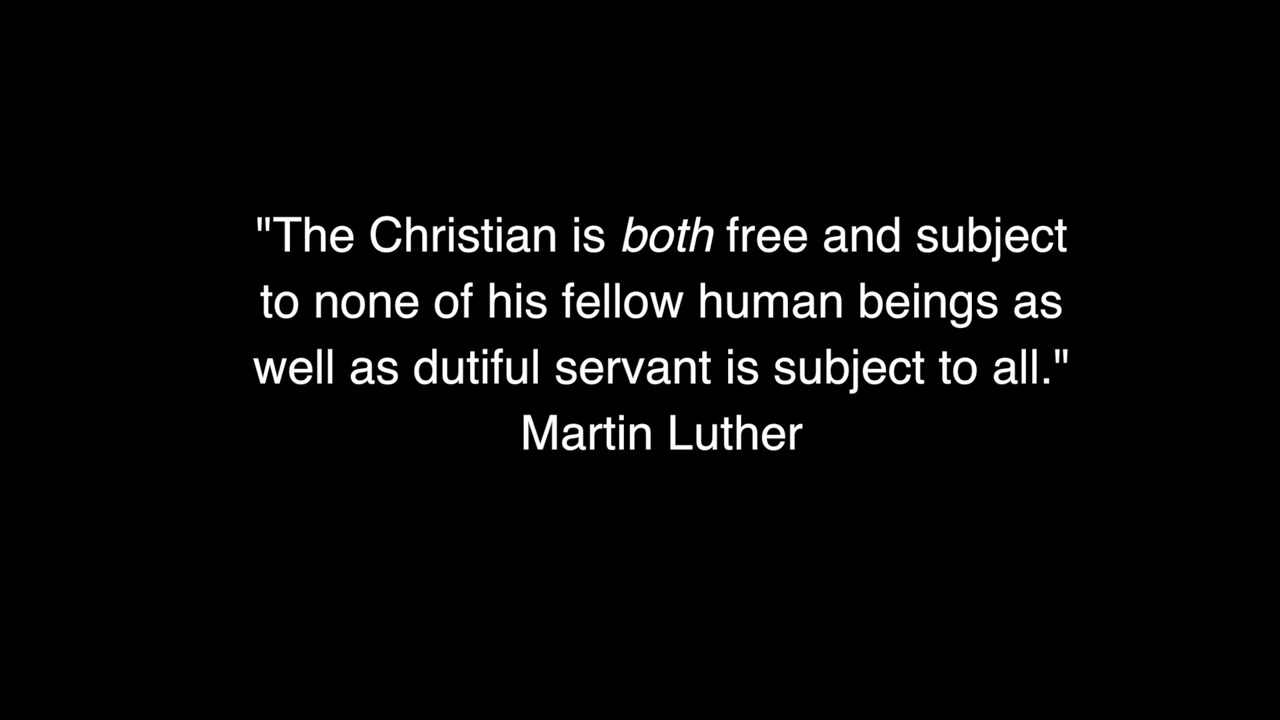 "The Christian is both free and subject
to none of his fellow human beings as
well as dutiful servant is subject to all."
Martin Luther